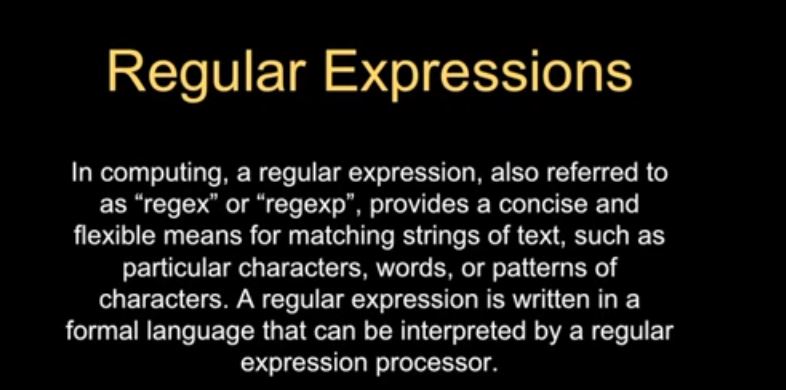 Regular Expressions
In computing, a regular expression, also referred to
as “regex” or “regexp”, provides a concise and
flexible means for matching strings of text, such as
particular characters, words, or patterns of
characters. A regular expression is written in a
formal language that can be interpreted by a regular
expression processor.